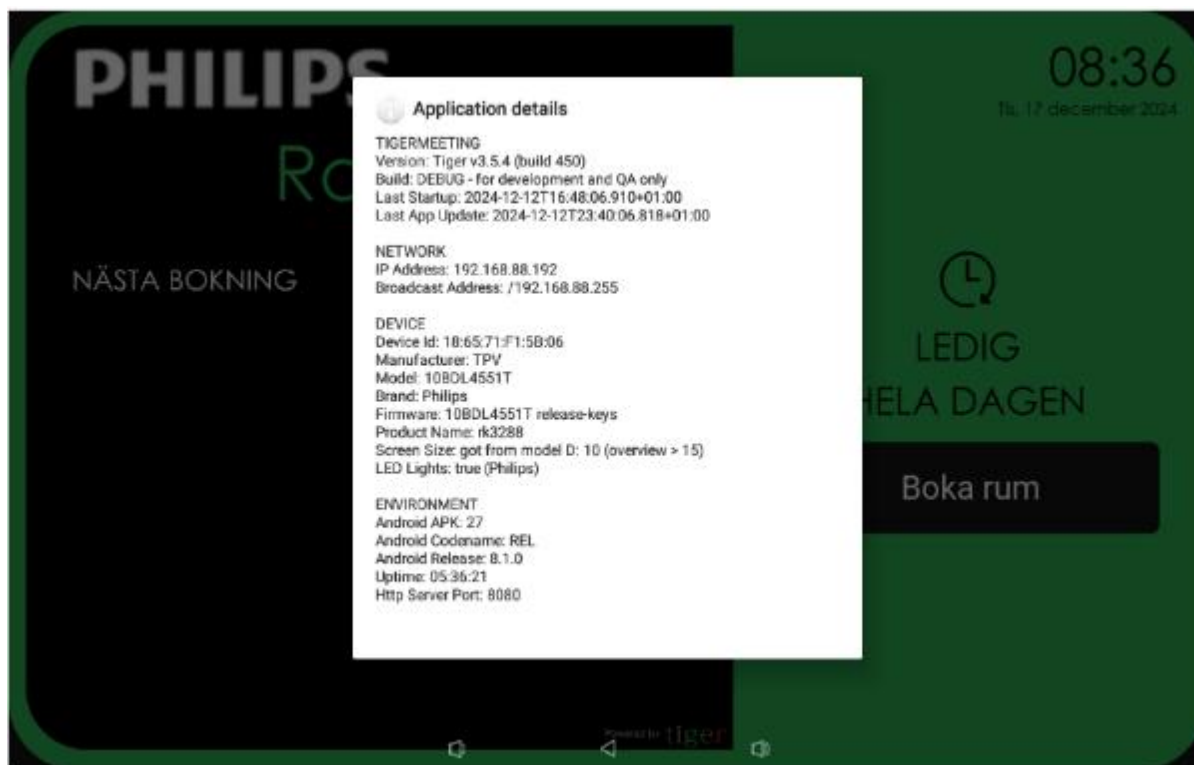 PHILIPS
08:36
Tis, 17 december 2024
Ro
Application details
TIGERMEETING
Version: Tiger v3.5.4 (build 450)
Build: DEBUG - for development and QA only
Last Startup: 2024-12-12T16:48:06.910+01:00
Last App Update: 2024-12-12T23:40:06.818+01:00
NETWORK
IP Address: 192.168.88.192
Broadcast Address: /192.168.88.255
DEVICE
Device Id: 18:65:71:F1:5B:06
Manufacturer: TPV
Model: 10BDL4551T
Brand: Philips
Firmware: 10BDL4551T release-keys
Product Name: rk3288
Screen Size: got from model D: 10 (overview > 15)
LED Lights: true (Philips)
ENVIRONMENT
Android APK: 27
Android Codename: REL
Android Release: 8.1.0
Uptime: 05:36:21
Http Server Port: 8080
NÄSTA BOKNING
LEDIG
HELA DAGEN
Boka rum
Powered by tiger